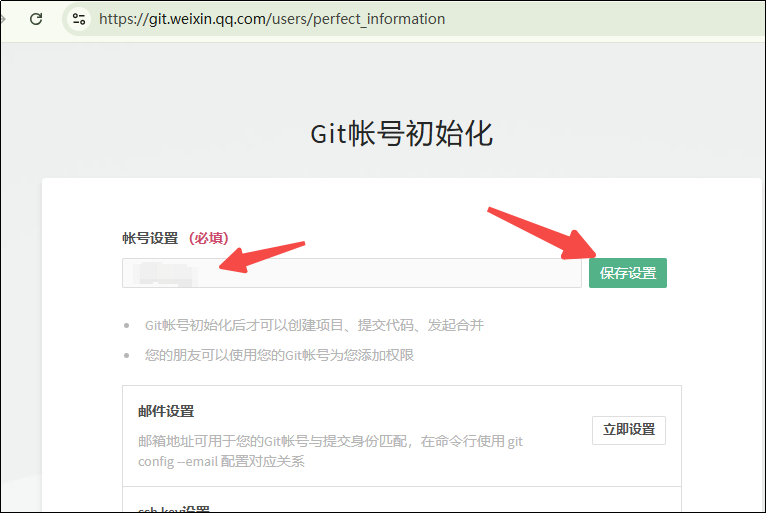 https://git.weixin.qq.com/users/perfect_information
Git帐号初始化
帐号设置 （必填）
保存设置
Git帐号初始化后才可以创建项目、提交代码、发起合并
您的朋友可以使用您的Git帐号为您添加权限
邮件设置
立即设置
邮箱地址可用于您的Git帐号与提交身份匹配，在命令行使用 git
config --email 配置对应关系
ssh key设置